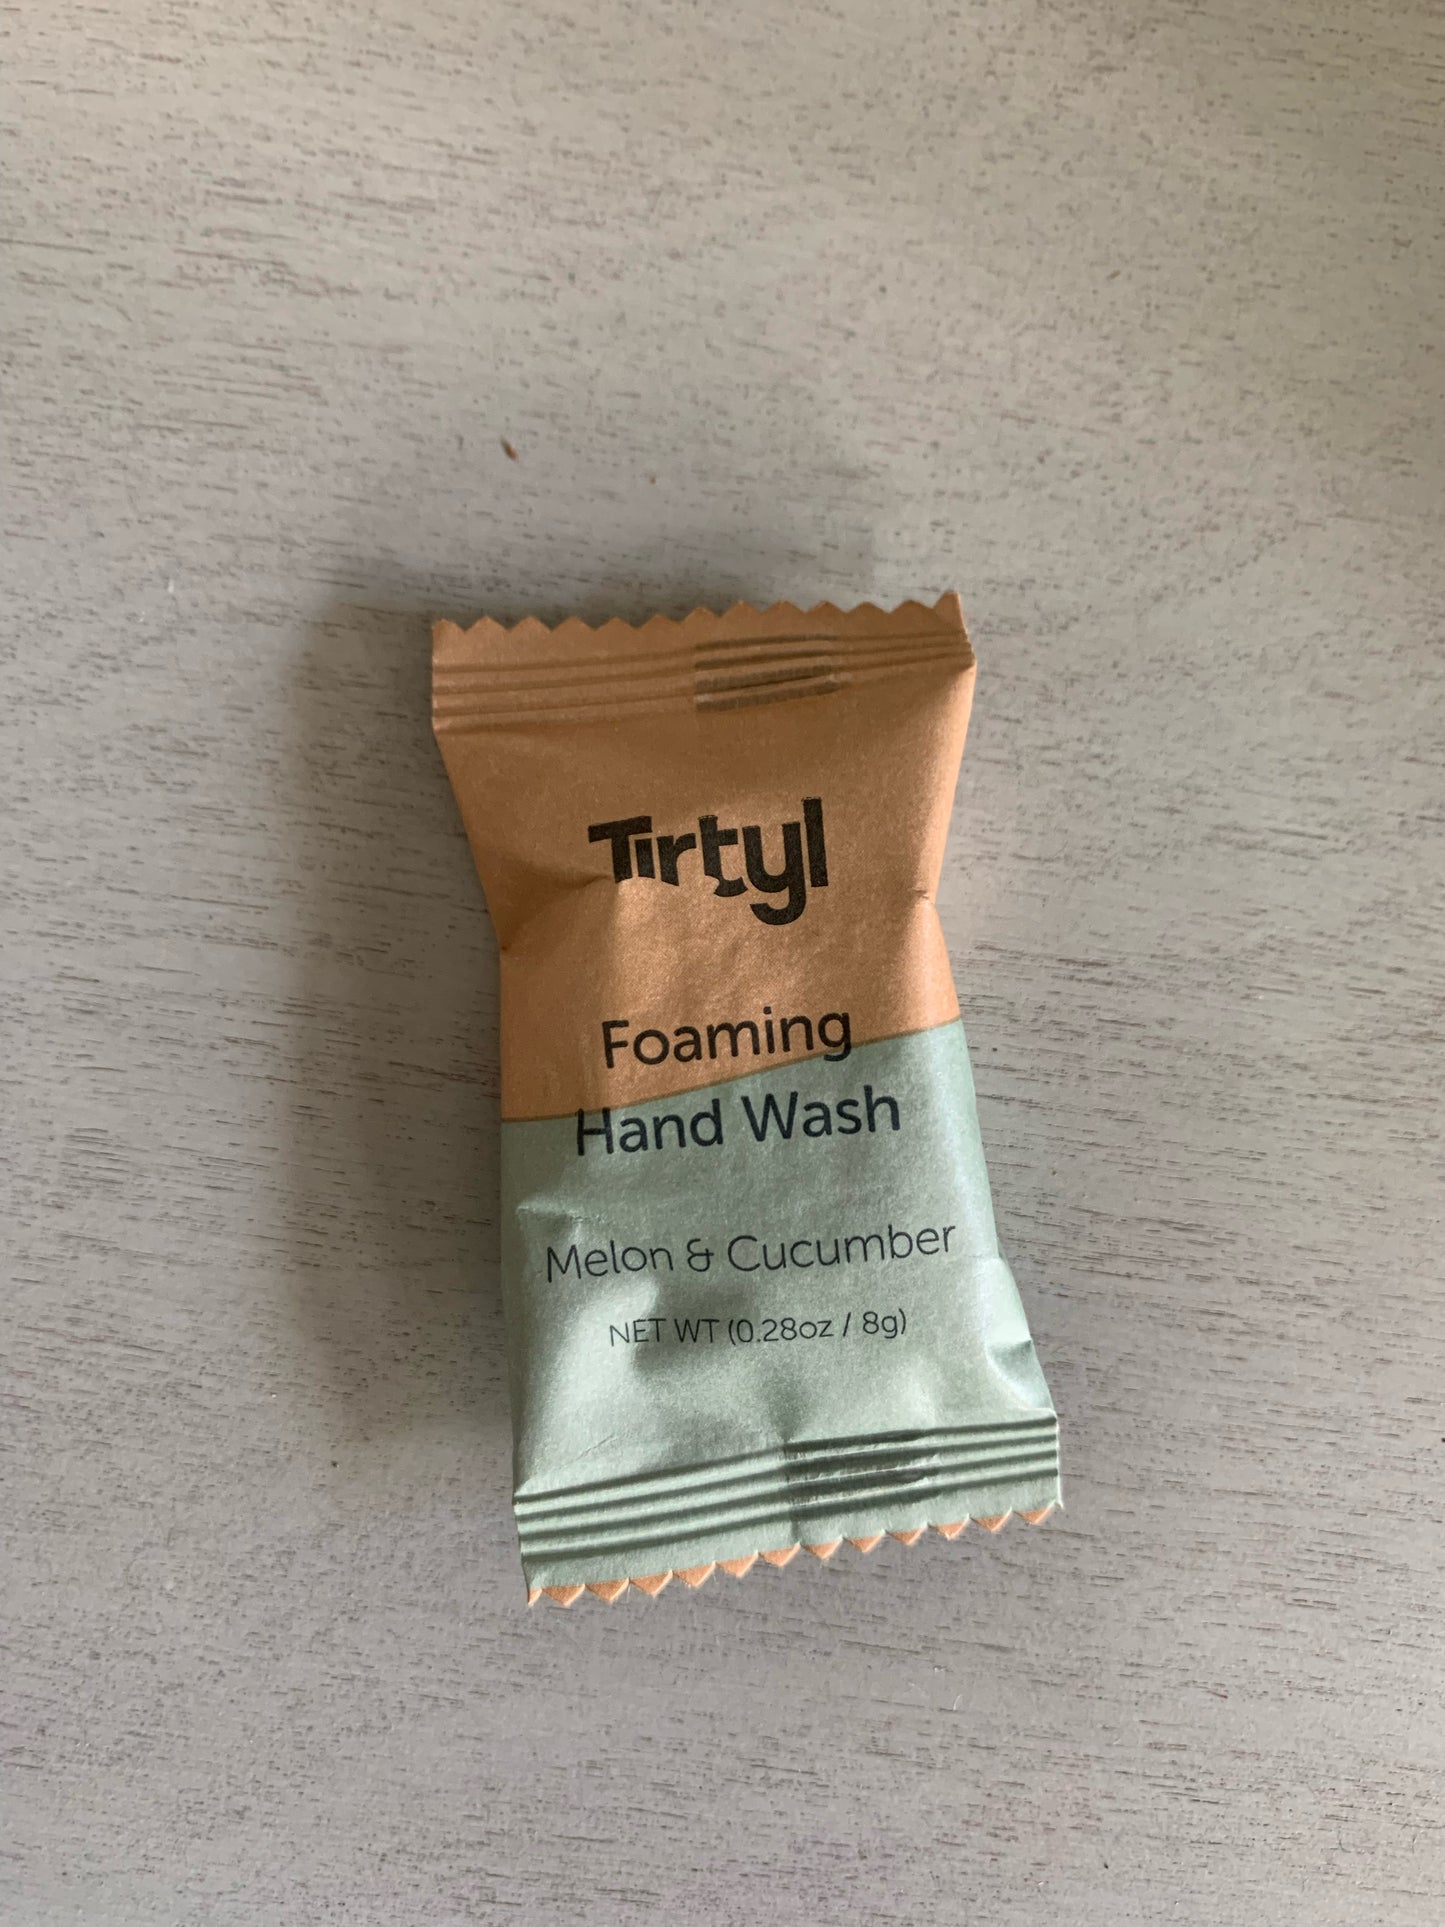 Tirtyl
Foaming
Hand Wash
Melon & Cucumber
NET WT (0.28oz / 8g)